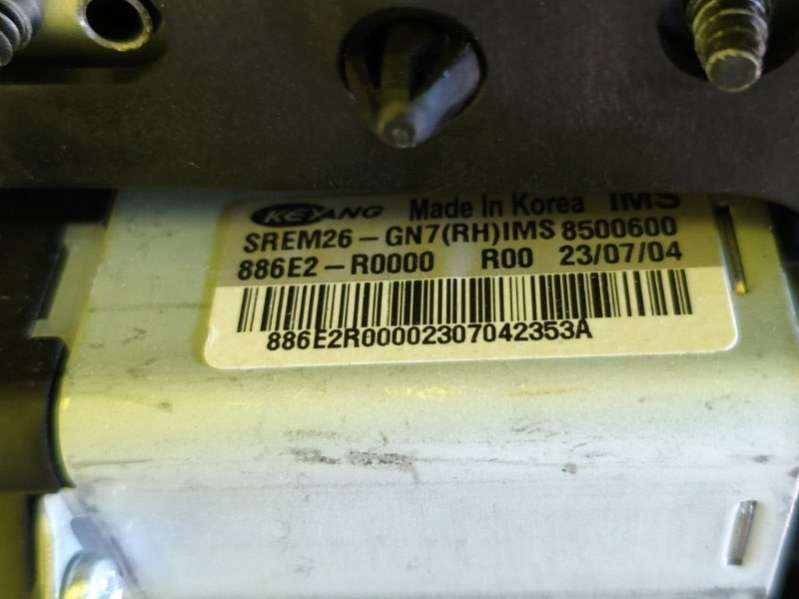 KEYANG Made In Korea IMS
SREM26-GN7(RH)IMS 8500600
886E2-R0000 R00 23/07/04
886E2R00002307042353A